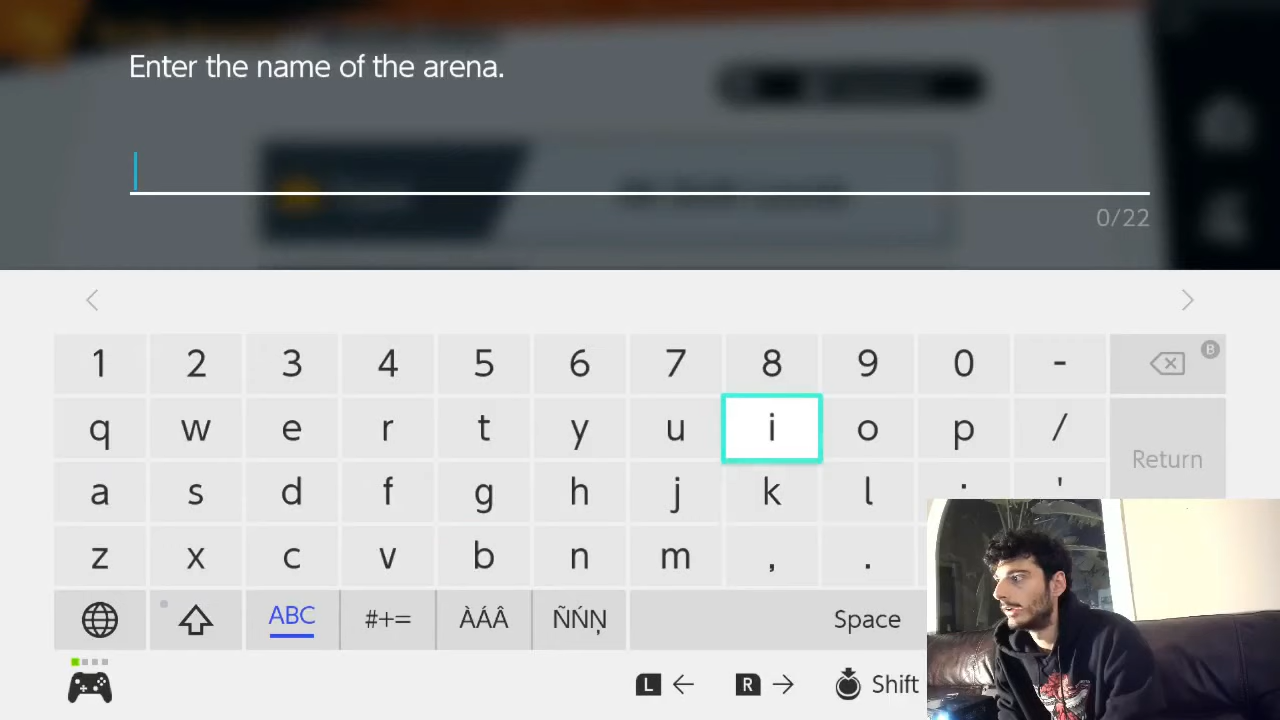 Enter the name of the arena.
0/22
1 2 3 4 5 6 7 8 9 0 -
B
q w e r t y u i o p /
Return
a s d f g h j k l : '
z x c v b n m , .
ABC #+= ÀÁÂ ÑŃŅ Space
L ← R → Shift